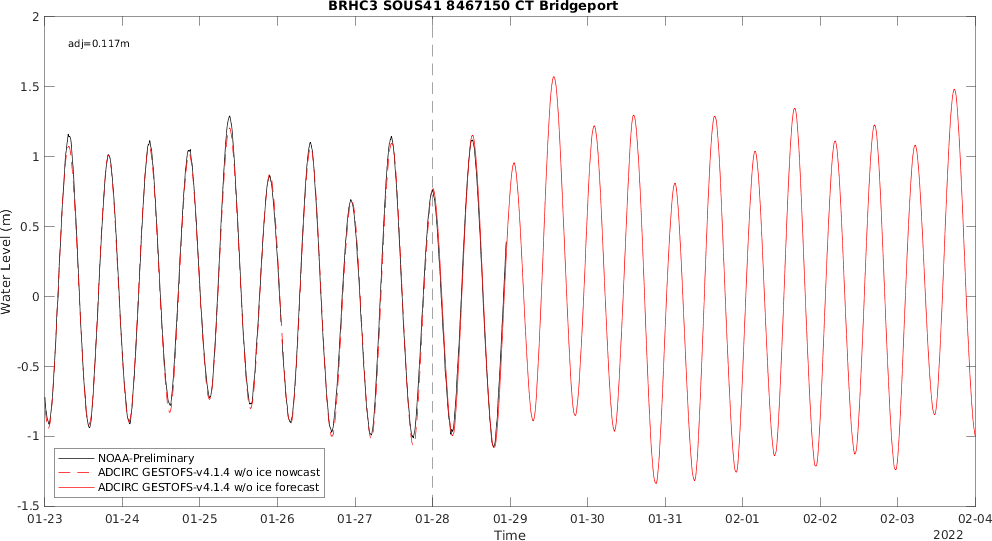 BRHC3 SOUS41 8467150 CT Bridgeport
adj=0.117m
Water Level (m)
2
1.5
1
0.5
0
-0.5
-1
-1.5
NOAA-Preliminary
ADCIRC GESTOFS-v4.1.4 w/o ice nowcast
ADCIRC GESTOFS-v4.1.4 w/o ice forecast
01-23 01-24 01-25 01-26 01-27 01-28 01-29 01-30 01-31 02-01 02-02 02-03 02-04
Time
2022